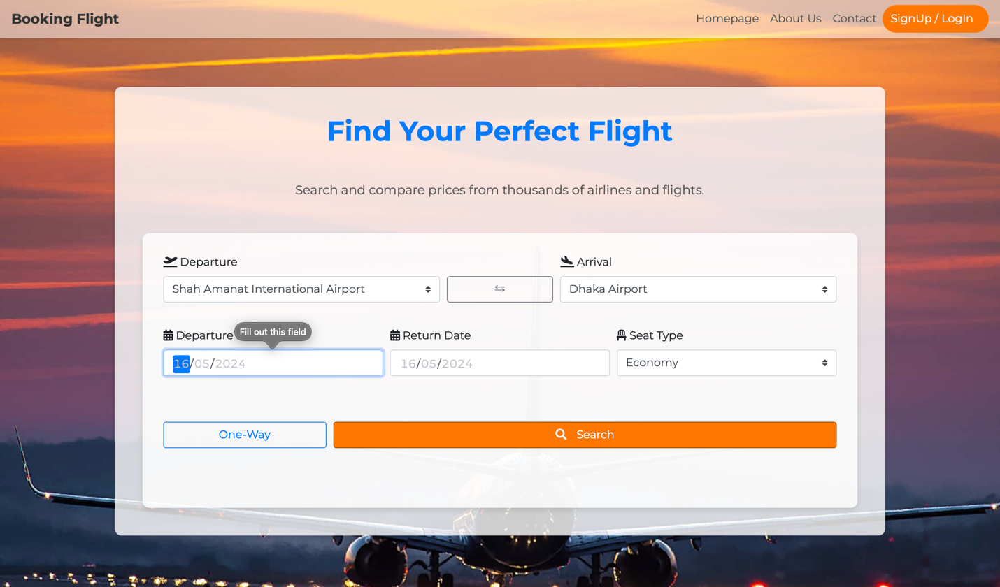 Booking Flight
Homepage About Us Contact SignUp / LogIn
Find Your Perfect Flight
Search and compare prices from thousands of airlines and flights.
Departure Arrival
Shah Amanat International Airport Dhaka Airport
Fill out this field
Departure Return Date Seat Type
16/05/2024 16/05/2024 Economy
One-Way Search